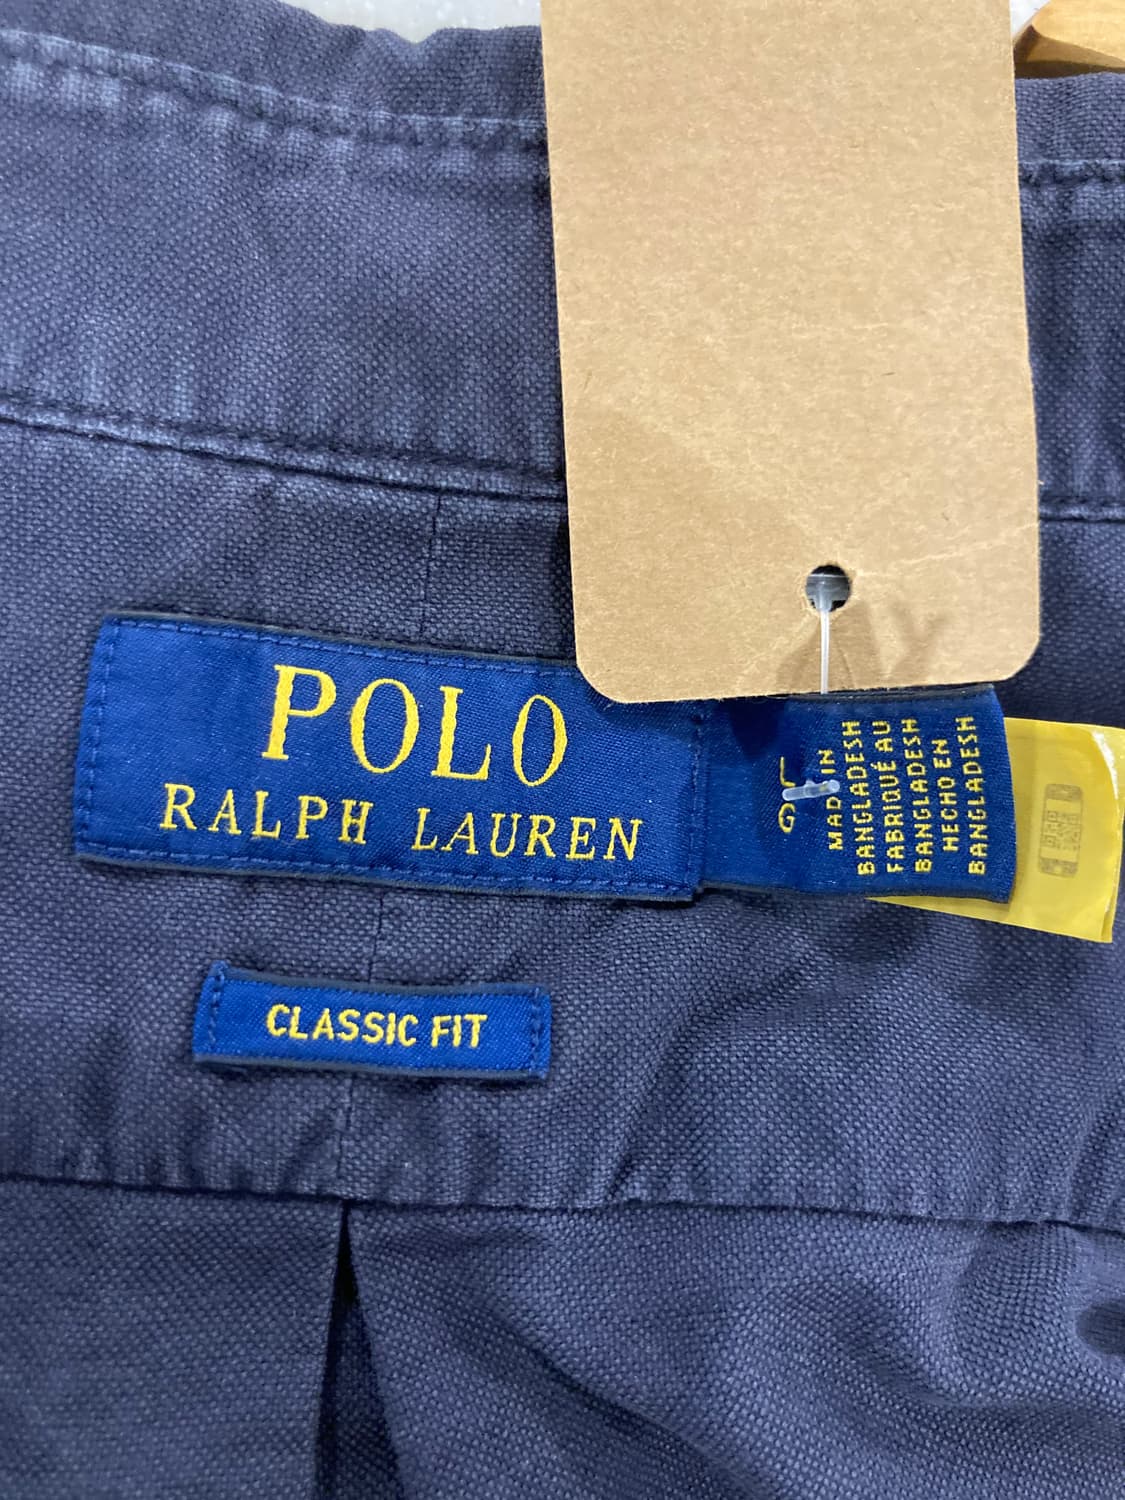 POLO
RALPH LAUREN
MADE IN
BANGLADESH
FABRIQUÉ AU
BANGLADESH
HECHO EN
BANGLADESH
CLASSIC FIT